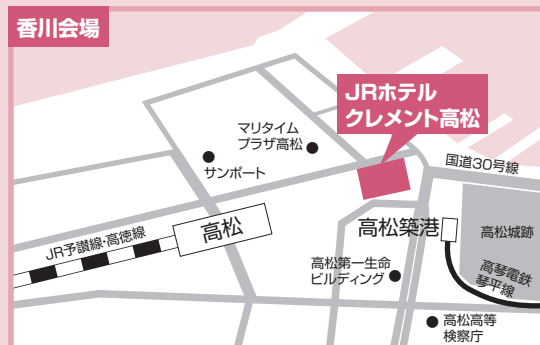 香川会場
JRホテル
クレメント高松
マリタイム
プラザ高松
サンポート
国道30号線
高松
JR予讃線・高徳線
高松築港
高松城跡
高松第一生命
ビルディング
高琴電鉄
琴平線
高松高等
検察庁